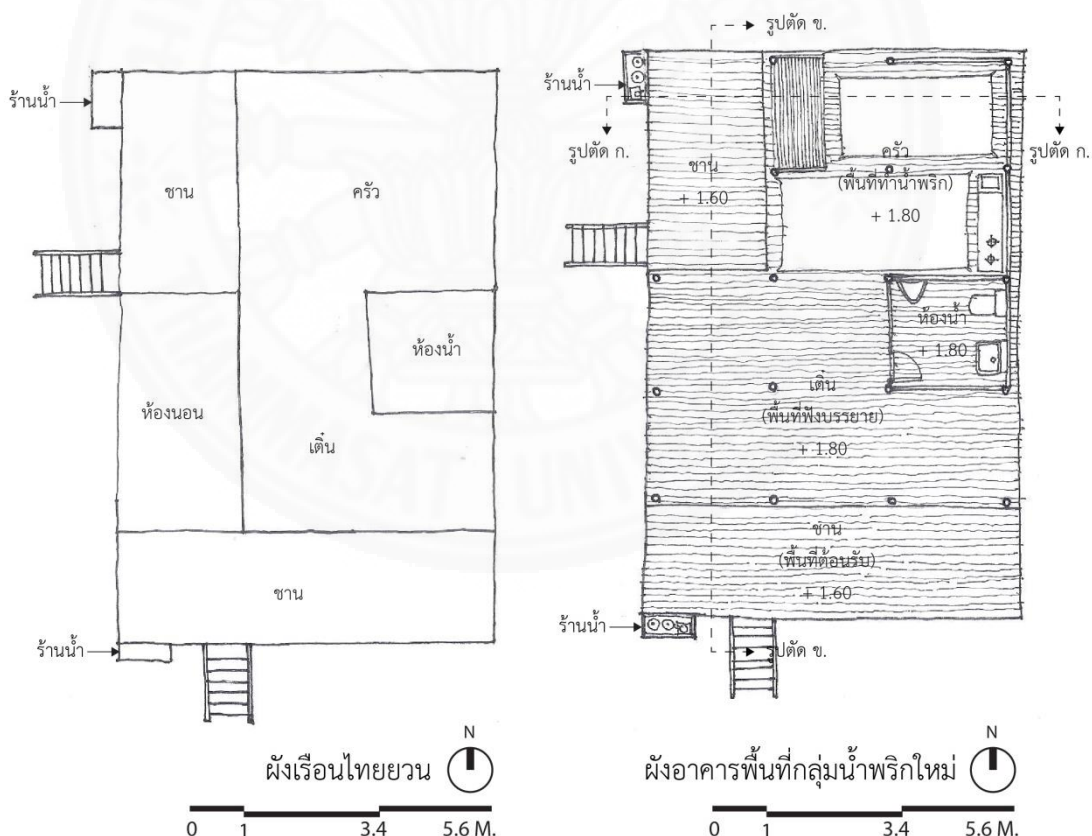 ร้านน้ำ
ชาน
ครัว
ห้องน้ำ
ห้องนอน
เติ๋น
ชาน
ร้านน้ำ
N
ผังเรือนไทยยวน
0 1 3.4 5.6 M.
รูปตัด ข.
ร้านน้ำ
รูปตัด ก.
รูปตัด ก.
ชาน
+ 1.60
ครัว
(พื้นที่ทำน้ำพริก)
+ 1.80
ห้องน้ำ
+ 1.80
เติ๋น
(พื้นที่ฟังบรรยาย)
+ 1.80
ชาน
(พื้นที่ต้อนรับ)
+ 1.60
ร้านน้ำ
รูปตัด ข.
N
ผังอาคารพื้นที่กลุ่มน้ำพริกใหม่
0 1 3.4 5.6 M.